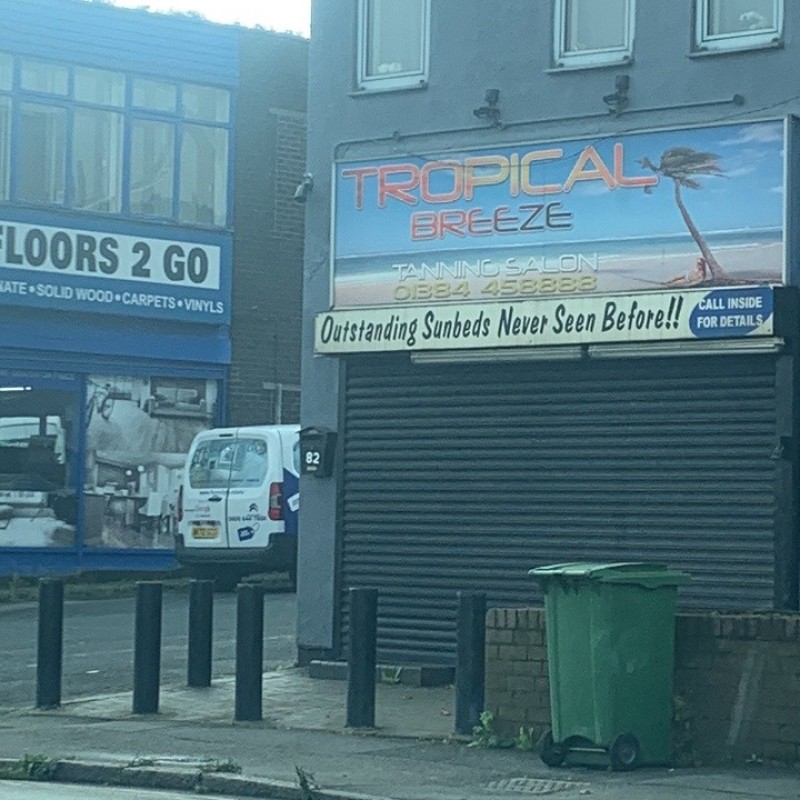 FLOORS 2 GO
NATE • SOLID WOOD • CARPETS • VINYLS
TROPICAL
BREEZE
TANNING SALON
01384 458888
Outstanding Sunbeds Never Seen Before!!
CALL INSIDE
FOR DETAILS
82